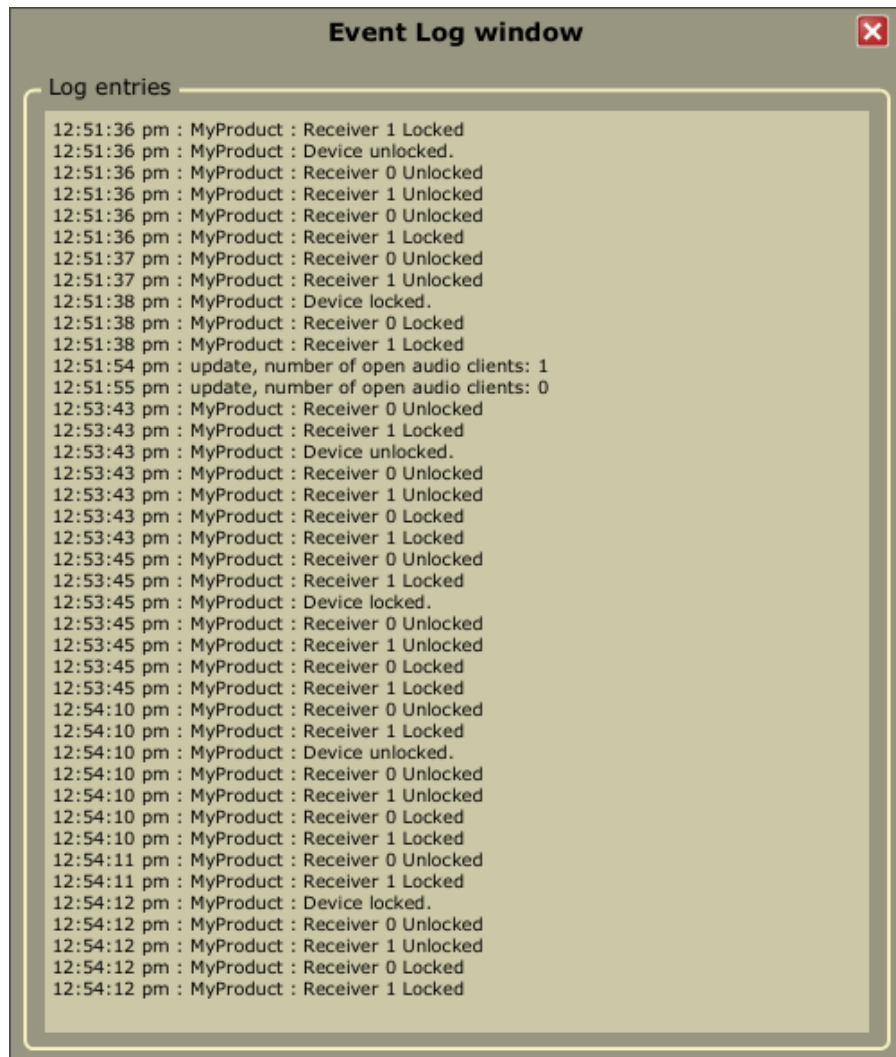 Event Log window
Log entries
12:51:36 pm : MyProduct : Receiver 1 Locked
12:51:36 pm : MyProduct : Device unlocked.
12:51:36 pm : MyProduct : Receiver 0 Unlocked
12:51:36 pm : MyProduct : Receiver 1 Unlocked
12:51:36 pm : MyProduct : Receiver 0 Unlocked
12:51:36 pm : MyProduct : Receiver 1 Locked
12:51:37 pm : MyProduct : Receiver 0 Unlocked
12:51:37 pm : MyProduct : Receiver 1 Unlocked
12:51:38 pm : MyProduct : Device locked.
12:51:38 pm : MyProduct : Receiver 0 Locked
12:51:38 pm : MyProduct : Receiver 1 Locked
12:51:54 pm : update, number of open audio clients: 1
12:51:55 pm : update, number of open audio clients: 0
12:53:43 pm : MyProduct : Receiver 0 Unlocked
12:53:43 pm : MyProduct : Receiver 1 Locked
12:53:43 pm : MyProduct : Device unlocked.
12:53:43 pm : MyProduct : Receiver 0 Unlocked
12:53:43 pm : MyProduct : Receiver 1 Unlocked
12:53:43 pm : MyProduct : Receiver 0 Locked
12:53:43 pm : MyProduct : Receiver 1 Locked
12:53:45 pm : MyProduct : Receiver 0 Unlocked
12:53:45 pm : MyProduct : Receiver 1 Locked
12:53:45 pm : MyProduct : Device locked.
12:53:45 pm : MyProduct : Receiver 0 Unlocked
12:53:45 pm : MyProduct : Receiver 1 Unlocked
12:53:45 pm : MyProduct : Receiver 0 Locked
12:53:45 pm : MyProduct : Receiver 1 Locked
12:54:10 pm : MyProduct : Receiver 0 Unlocked
12:54:10 pm : MyProduct : Receiver 1 Locked
12:54:10 pm : MyProduct : Device unlocked.
12:54:10 pm : MyProduct : Receiver 0 Unlocked
12:54:10 pm : MyProduct : Receiver 1 Unlocked
12:54:10 pm : MyProduct : Receiver 0 Locked
12:54:10 pm : MyProduct : Receiver 1 Locked
12:54:11 pm : MyProduct : Receiver 0 Unlocked
12:54:11 pm : MyProduct : Receiver 1 Locked
12:54:12 pm : MyProduct : Device locked.
12:54:12 pm : MyProduct : Receiver 0 Unlocked
12:54:12 pm : MyProduct : Receiver 1 Unlocked
12:54:12 pm : MyProduct : Receiver 0 Locked
12:54:12 pm : MyProduct : Receiver 1 Locked